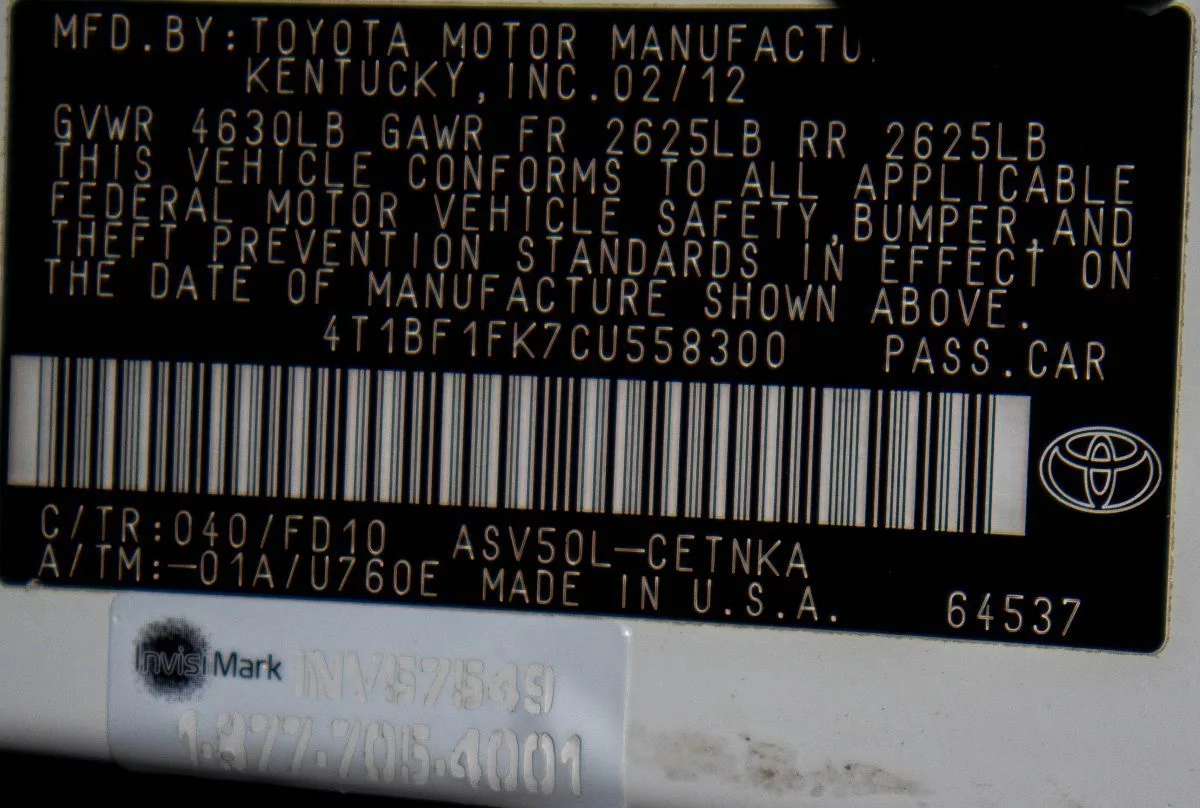 MFD.BY:TOYOTA MOTOR MANUFACTU
KENTUCKY,INC.02/12
GVWR 4630LB GAWR FR 2625LB RR 2625LB
THIS VEHICLE CONFORMS TO ALL APPLICABLE
FEDERAL MOTOR VEHICLE SAFETY,BUMPER,AND
THEFT PREVENTION STANDARDS IN EFFECT ON
THE DATE OF MANUFACTURE SHOWN ABOVE.
4T1BF1FK7CU558300 PASS.CAR
C/TR:040/FD10 ASV50L-CETNKA
A/TM:-01A/U760E MADE IN U.S.A. 64537
InvisiMark INV57549
1.877.705.4001